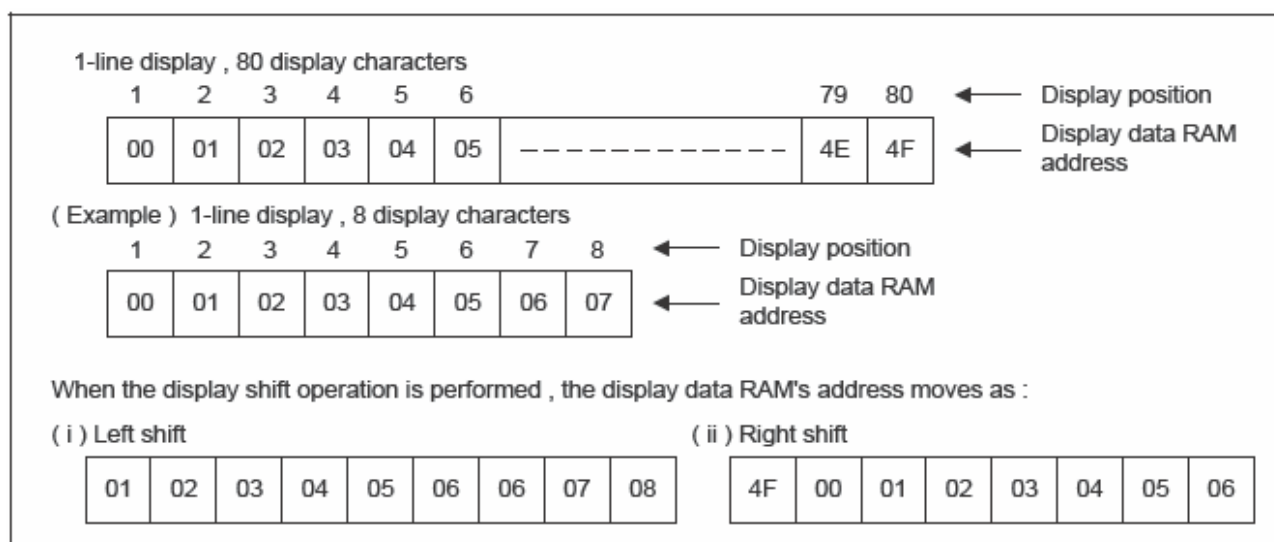 1-line display , 80 display characters
1 2 3 4 5 6 79 80 Display position
00 01 02 03 04 05 4E 4F Display data RAM address
( Example ) 1-line display , 8 display characters
1 2 3 4 5 6 7 8 Display position
00 01 02 03 04 05 06 07 Display data RAM address
When the display shift operation is performed , the display data RAM's address moves as :
( i ) Left shift ( ii ) Right shift
01 02 03 04 05 06 06 07 08 4F 00 01 02 03 04 05 06